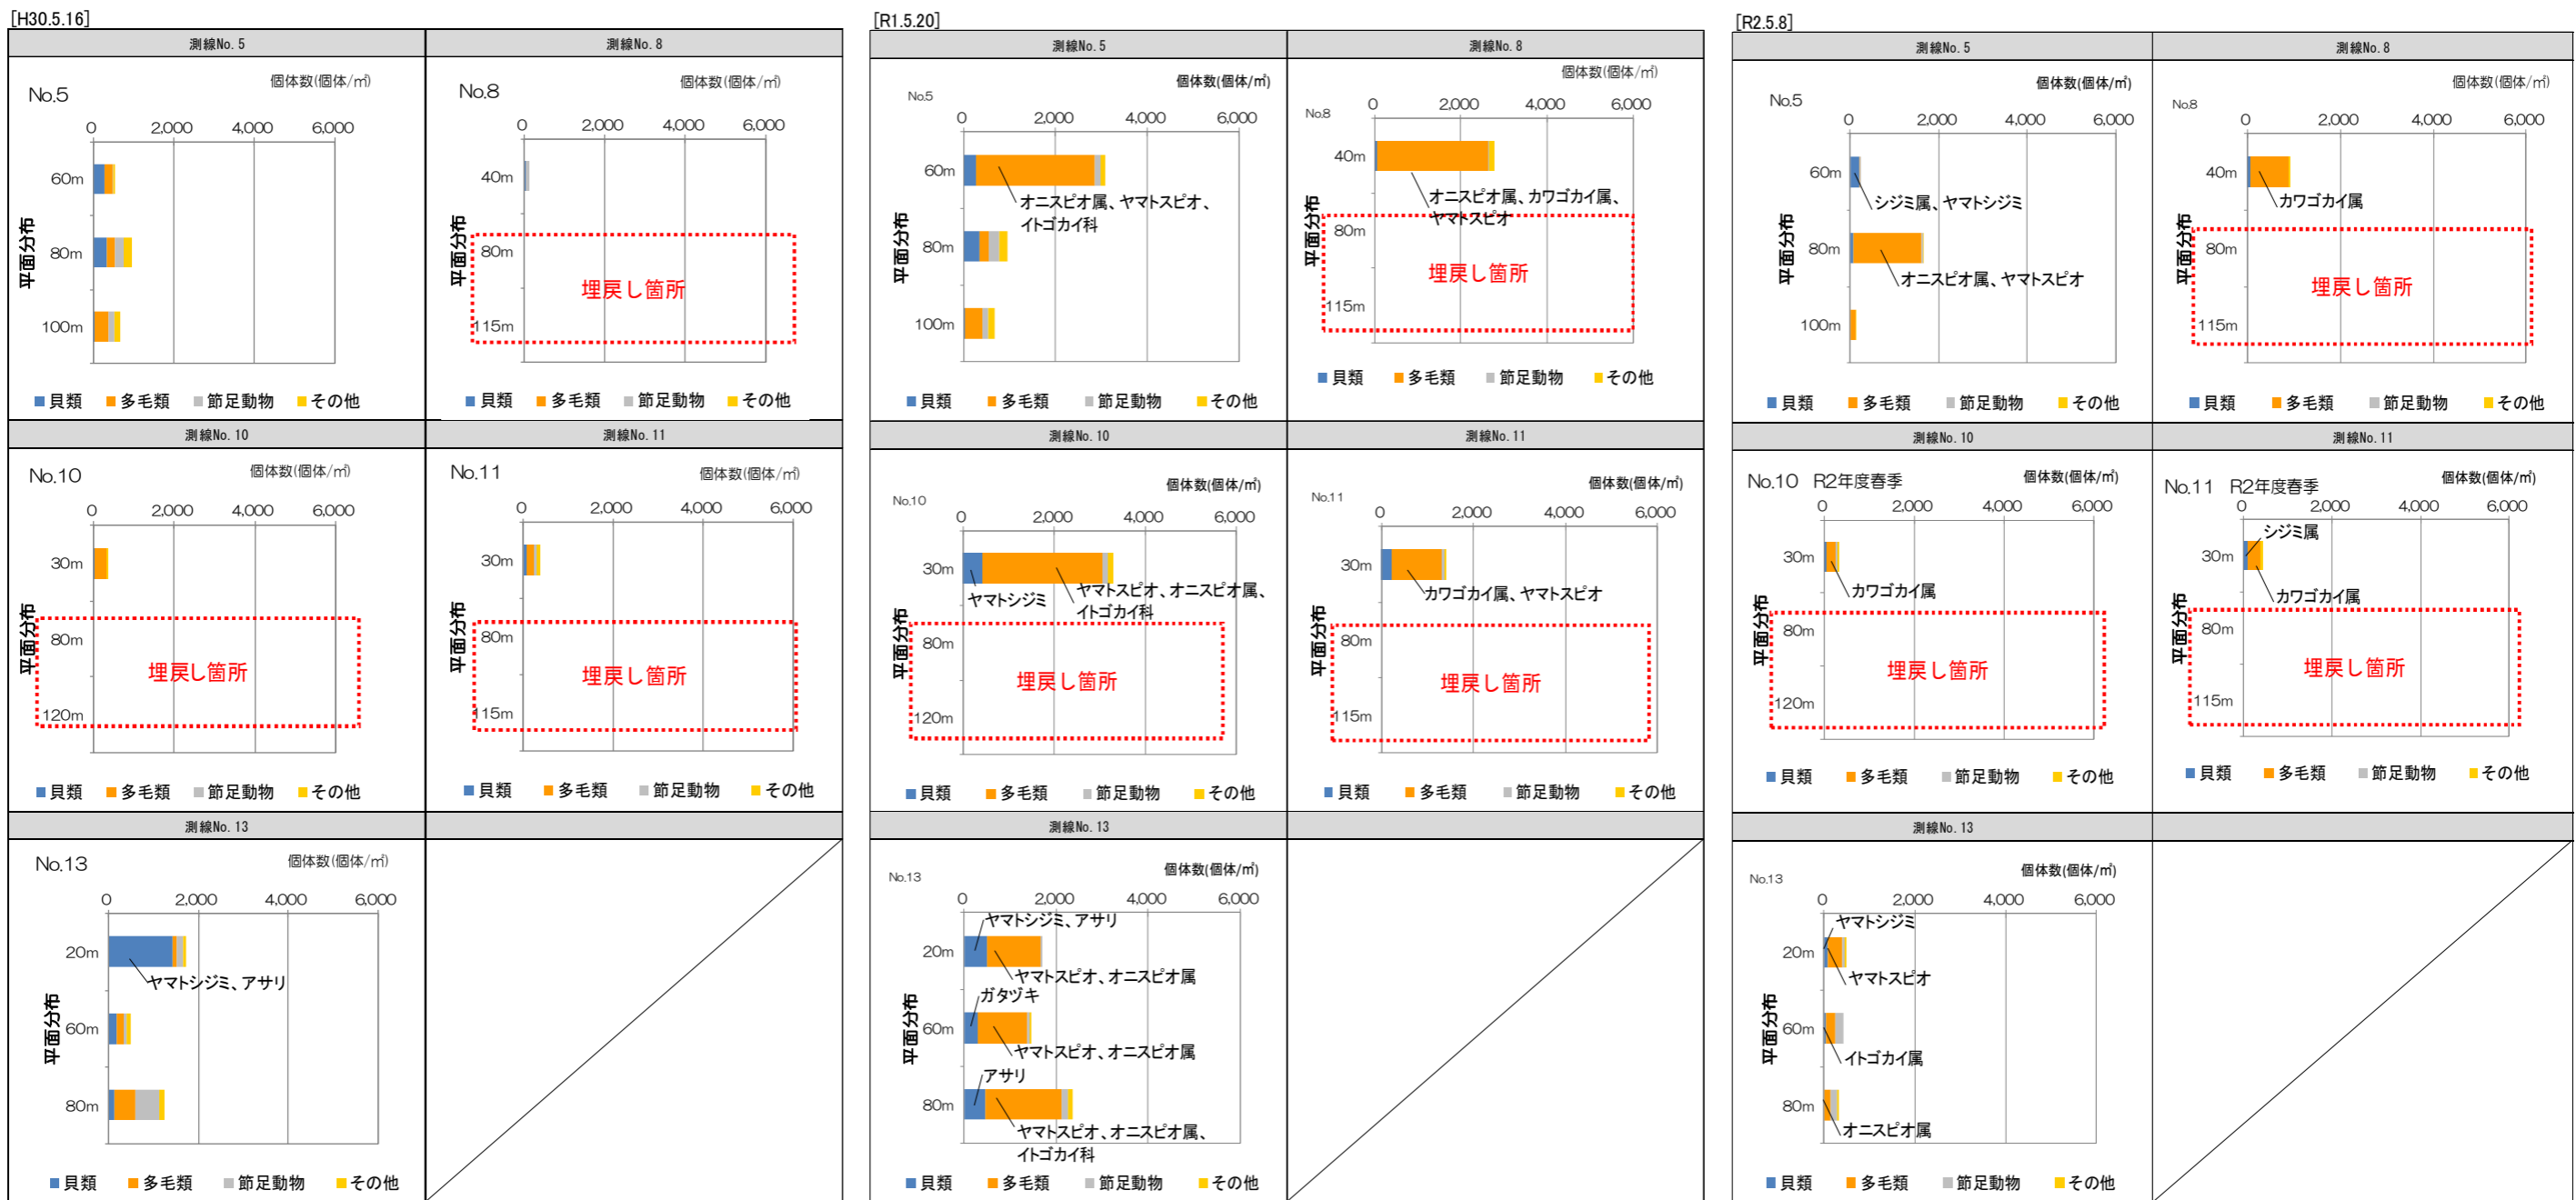 [H30.5.16]
測線No. 5
測線No. 8
No.5
個体数(個体/㎡)
0 2,000 4,000 6,000
60m
80m
100m
平面分布
貝類 多毛類 節足動物 その他
No.8
個体数(個体/㎡)
0 2,000 4,000 6,000
40m
80m
115m
平面分布
埋戻し箇所
貝類 多毛類 節足動物 その他
測線No. 10
測線No. 11
No.10
個体数(個体/㎡)
0 2,000 4,000 6,000
30m
80m
120m
平面分布
埋戻し箇所
貝類 多毛類 節足動物 その他
No.11
個体数(個体/㎡)
0 2,000 4,000 6,000
30m
80m
115m
平面分布
埋戻し箇所
貝類 多毛類 節足動物 その他
測線No. 13
No.13
個体数(個体/㎡)
0 2,000 4,000 6,000
20m
ヤマトシジミ、アサリ
60m
80m
平面分布
貝類 多毛類 節足動物 その他
[R1.5.20]
測線No. 5
測線No. 8
No.5
個体数(個体/㎡)
0 2,000 4,000 6,000
60m
オニスピオ属、ヤマトスピオ、
イトゴカイ科
80m
100m
平面分布
貝類 多毛類 節足動物 その他
No.8
個体数(個体/㎡)
0 2,000 4,000 6,000
40m
オニスピオ属、カワゴカイ属、
ヤマトスピオ
80m
115m
平面分布
埋戻し箇所
貝類 多毛類 節足動物 その他
測線No. 10
測線No. 11
No.10
個体数(個体/㎡)
0 2,000 4,000 6,000
30m
ヤマトシジミ
ヤマトスピオ、オニスピオ属、
イトゴカイ科
80m
120m
平面分布
埋戻し箇所
貝類 多毛類 節足動物 その他
No.11
個体数(個体/㎡)
0 2,000 4,000 6,000
30m
カワゴカイ属、ヤマトスピオ
80m
115m
平面分布
埋戻し箇所
貝類 多毛類 節足動物 その他
測線No. 13
No.13
個体数(個体/㎡)
0 2,000 4,000 6,000
ヤマトシジミ、アサリ
20m
ヤマトスピオ、オニスピオ属
ガタヅキ
60m
ヤマトスピオ、オニスピオ属
アサリ
80m
ヤマトスピオ、オニスピオ属、
イトゴカイ科
平面分布
貝類 多毛類 節足動物 その他
[R2.5.8]
測線No. 5
測線No. 8
No.5
個体数(個体/㎡)
0 2,000 4,000 6,000
60m
シジミ属、ヤマトシジミ
80m
オニスピオ属、ヤマトスピオ
100m
平面分布
貝類 多毛類 節足動物 その他
No.8
個体数(個体/㎡)
0 2,000 4,000 6,000
40m
カワゴカイ属
80m
115m
平面分布
埋戻し箇所
貝類 多毛類 節足動物 その他
測線No. 10
測線No. 11
No.10 R2年度春季
個体数(個体/㎡)
0 2,000 4,000 6,000
30m
カワゴカイ属
80m
120m
平面分布
埋戻し箇所
貝類 多毛類 節足動物 その他
No.11 R2年度春季
個体数(個体/㎡)
0 2,000 4,000 6,000
シジミ属
30m
カワゴカイ属
80m
115m
平面分布
埋戻し箇所
貝類 多毛類 節足動物 その他
測線No. 13
No.13
個体数(個体/㎡)
0 2,000 4,000 6,000
ヤマトシジミ
20m
ヤマトスピオ
60m
イトゴカイ属
80m
オニスピオ属
平面分布
貝類 多毛類 節足動物 その他